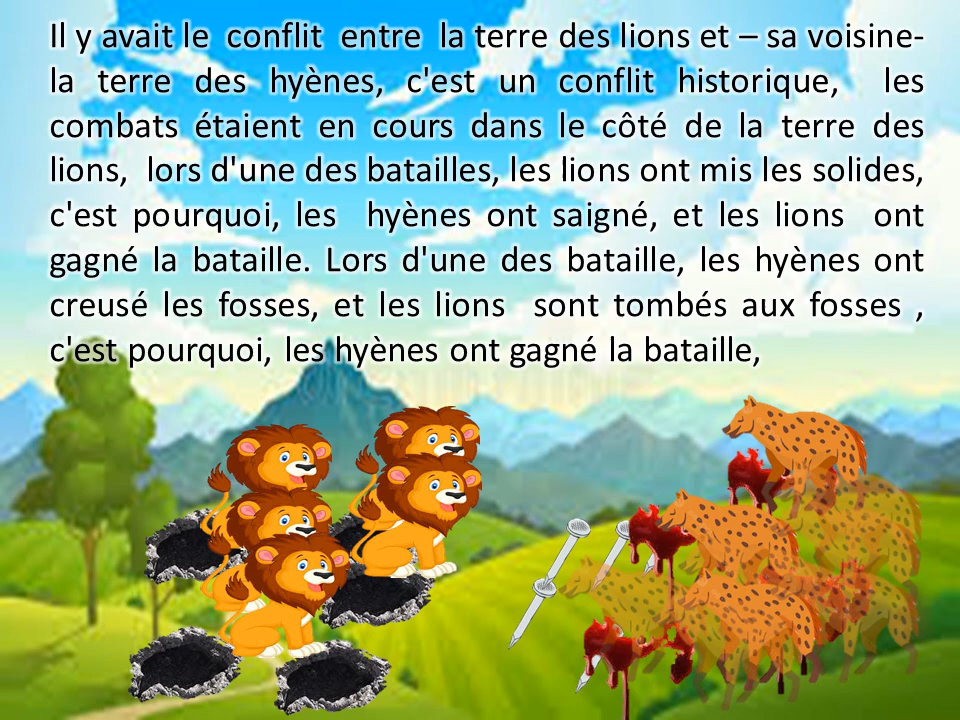 Il y avait le conflit entre la terre des lions et – sa voisine-
la terre des hyènes, c'est un conflit historique, les
combats étaient en cours dans le côté de la terre des
lions, lors d'une des batailles, les lions ont mis les solides,
c'est pourquoi, les hyènes ont saigné, et les lions ont
gagné la bataille. Lors d'une des bataille, les hyènes ont
creusé les fosses, et les lions sont tombés aux fosses ,
c'est pourquoi, les hyènes ont gagné la bataille,